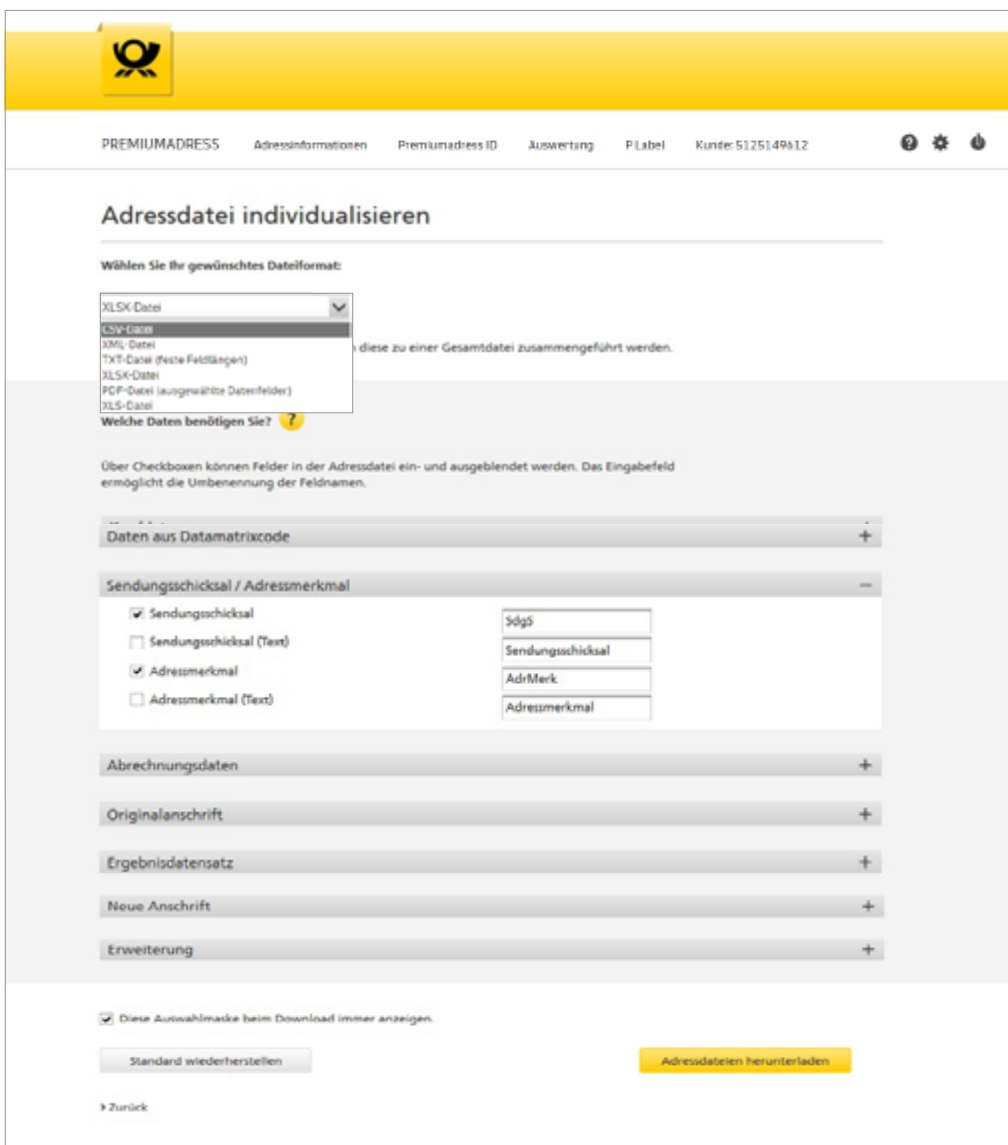 PREMIUMADRESS Adressinformationen Premiumadress ID Auswertung P.Label Kunde: 5125149612
Adressdatei individualisieren
Wählen Sie Ihr gewünschtes Dateiformat:
XLSX-Datei
CSV-Datei
XML-Datei
diese zu einer Gesamtdatei zusammengeführt werden.
TXT-Datei (feste Feldlängen)
XLSX-Datei
PDF-Datei (ausgewählte Datenfelder)
XLS-Datei
Welche Daten benötigen Sie? ?
Über Checkboxen können Felder in der Adressdatei ein- und ausgeblendet werden. Das Eingabefeld
ermöglicht die Umbenennung der Feldnamen.
Daten aus Datamatrixcode +
Sendungsschicksal / Adressmerkmal −
Sendungsschicksal SdgS
Sendungsschicksal (Text) Sendungsschicksal
Adressmerkmal AdrMerk
Adressmerkmal (Text) Adressmerkmal
Abrechnungsdaten +
Originalanschrift +
Ergebnisdatensatz +
Neue Anschrift +
Erweiterung +
Diese Auswahlmaske beim Download immer anzeigen.
Standard wiederherstellen Adressdateien herunterladen
Zurück